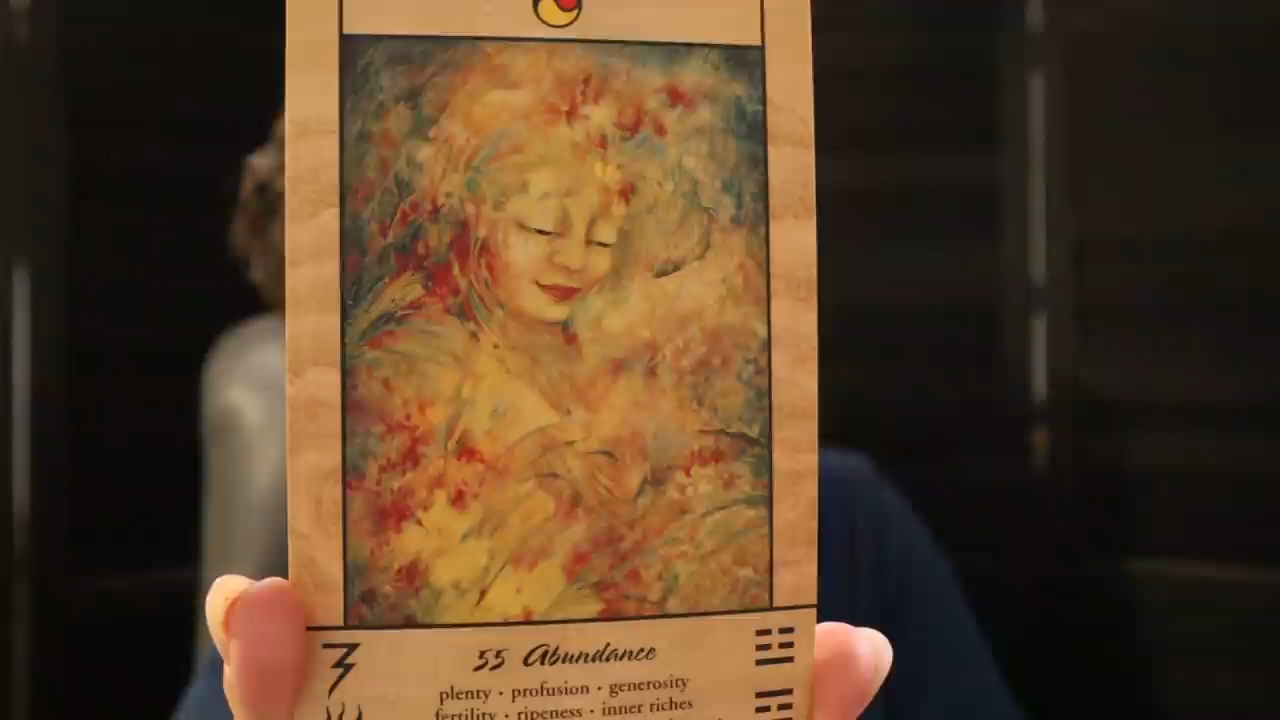 55 Abundance
plenty • profusion • generosity
fertility • ripeness • inner riches